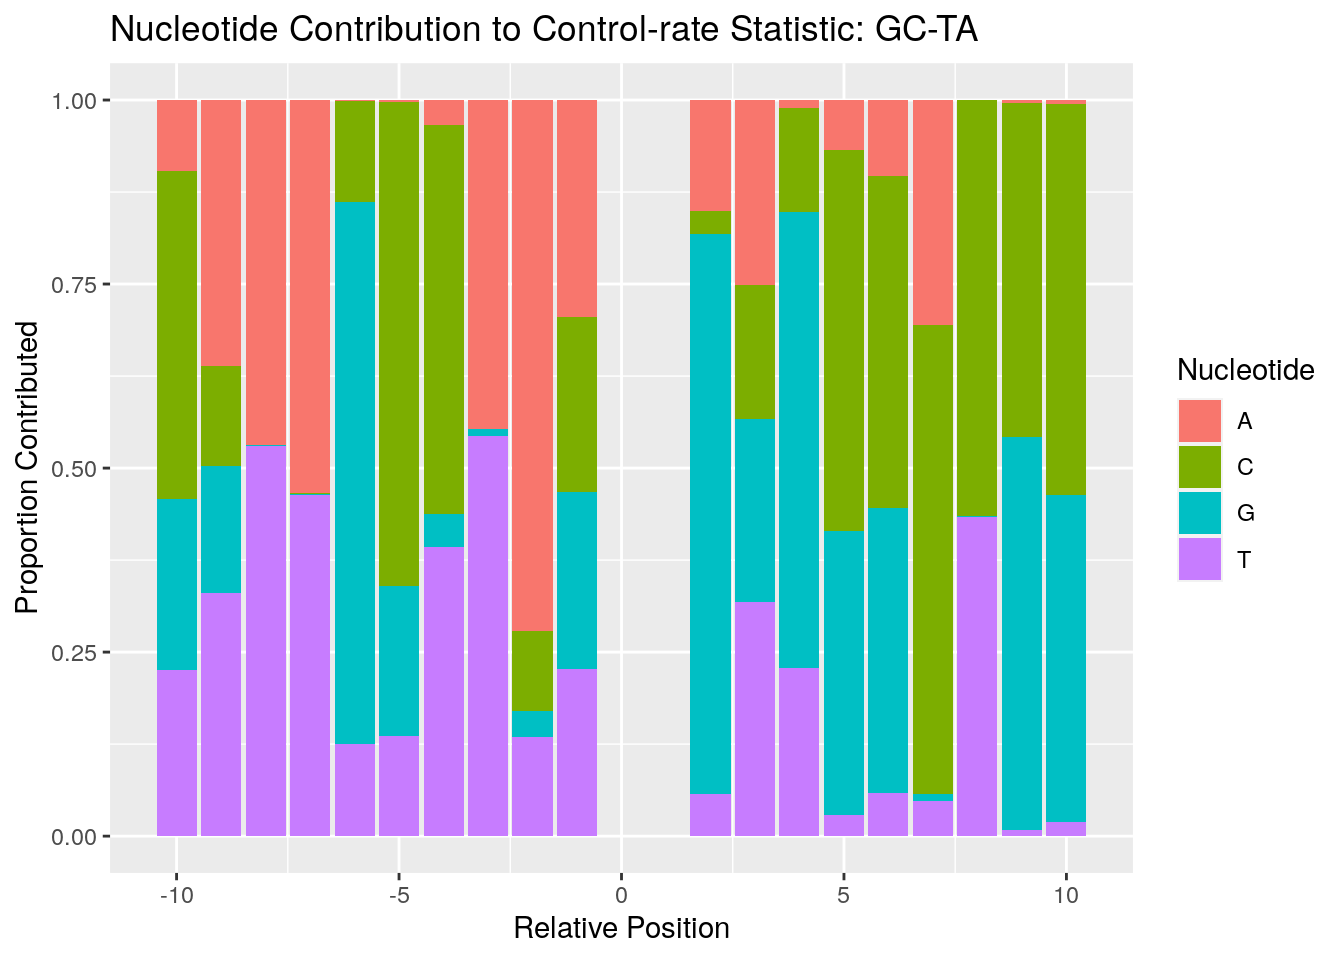 Nucleotide Contribution to Control-rate Statistic: GC-TA
1.00
0.75
0.50
0.25
0.00
Proportion Contributed
-10
-5
0
5
10
Relative Position
Nucleotide
A
C
G
T